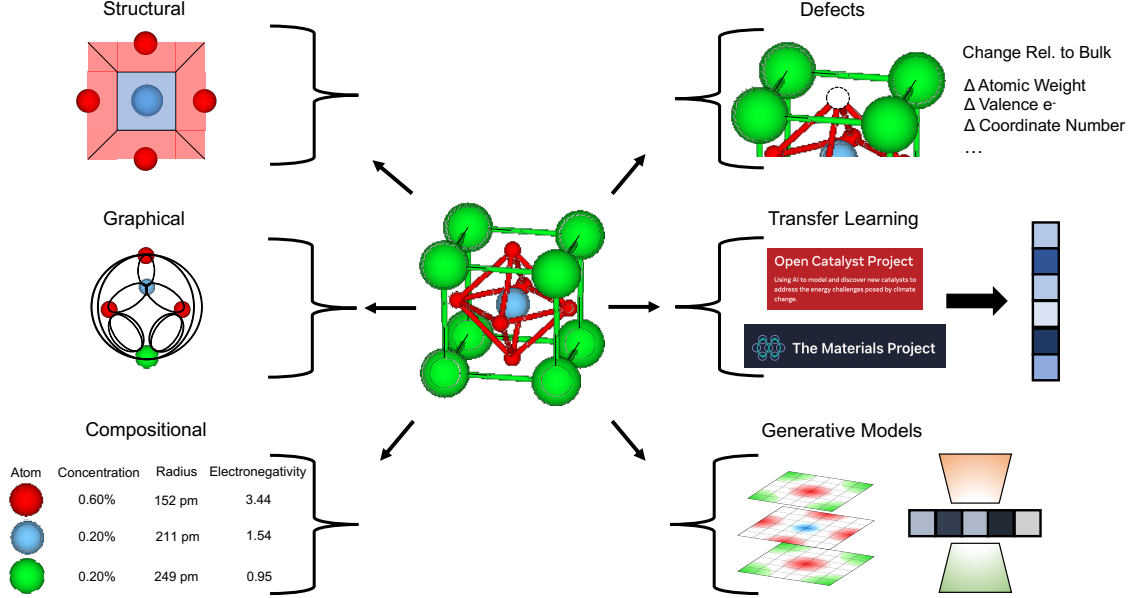 Structural
Defects
Change Rel. to Bulk
Δ Atomic Weight
Δ Valence e-
Δ Coordinate Number
…
Graphical
Transfer Learning
Open Catalyst Project
Using AI to model and discover new catalysts to
address the energy challenges posed by climate
change.
The Materials Project
Compositional
Atom Concentration Radius Electronegativity
0.60% 152 pm 3.44
0.20% 211 pm 1.54
0.20% 249 pm 0.95
Generative Models